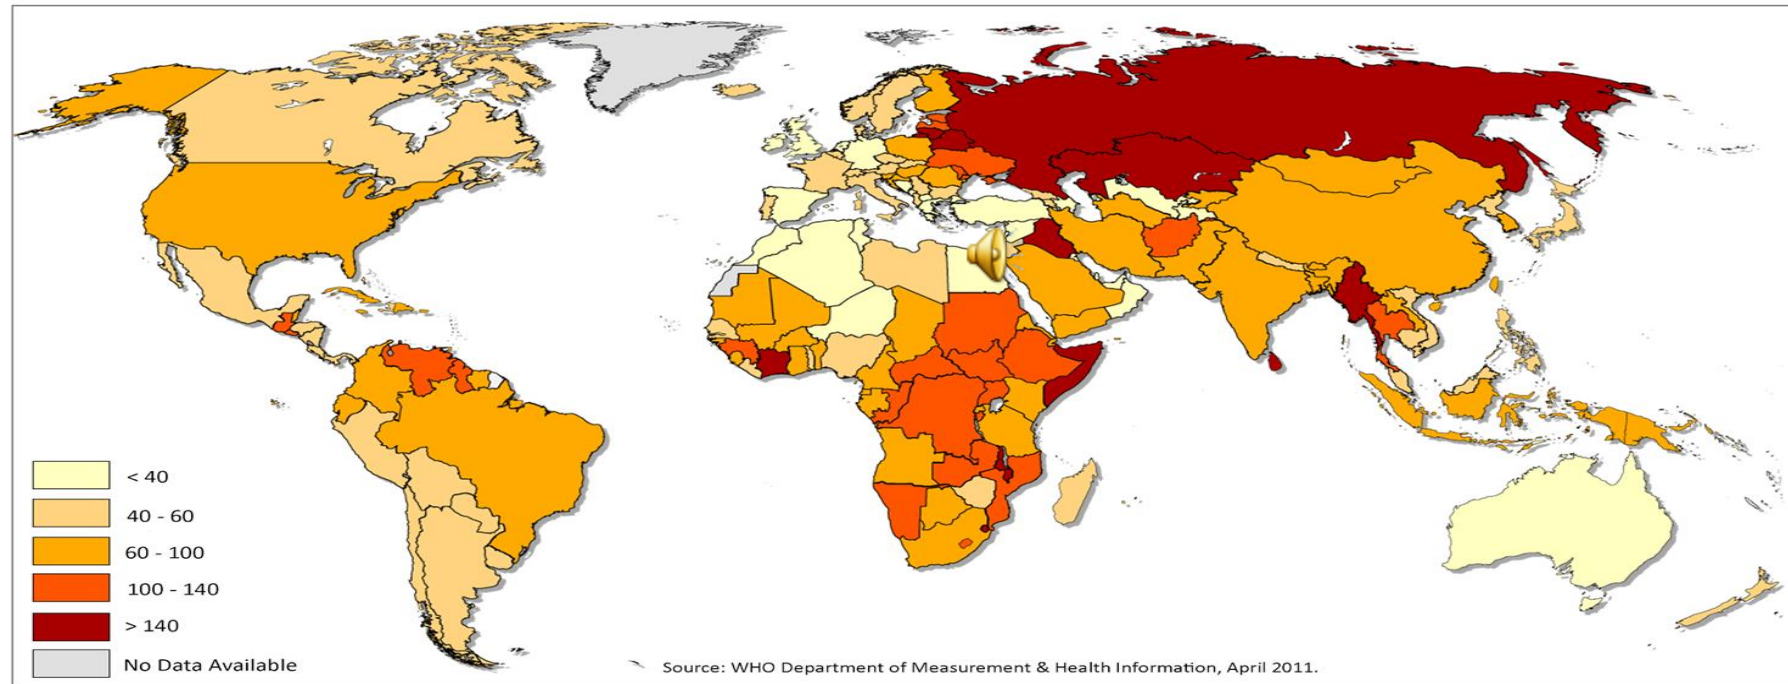 < 40
40 - 60
60 - 100
100 - 140
> 140
No Data Available
Source: WHO Department of Measurement & Health Information, April 2011.